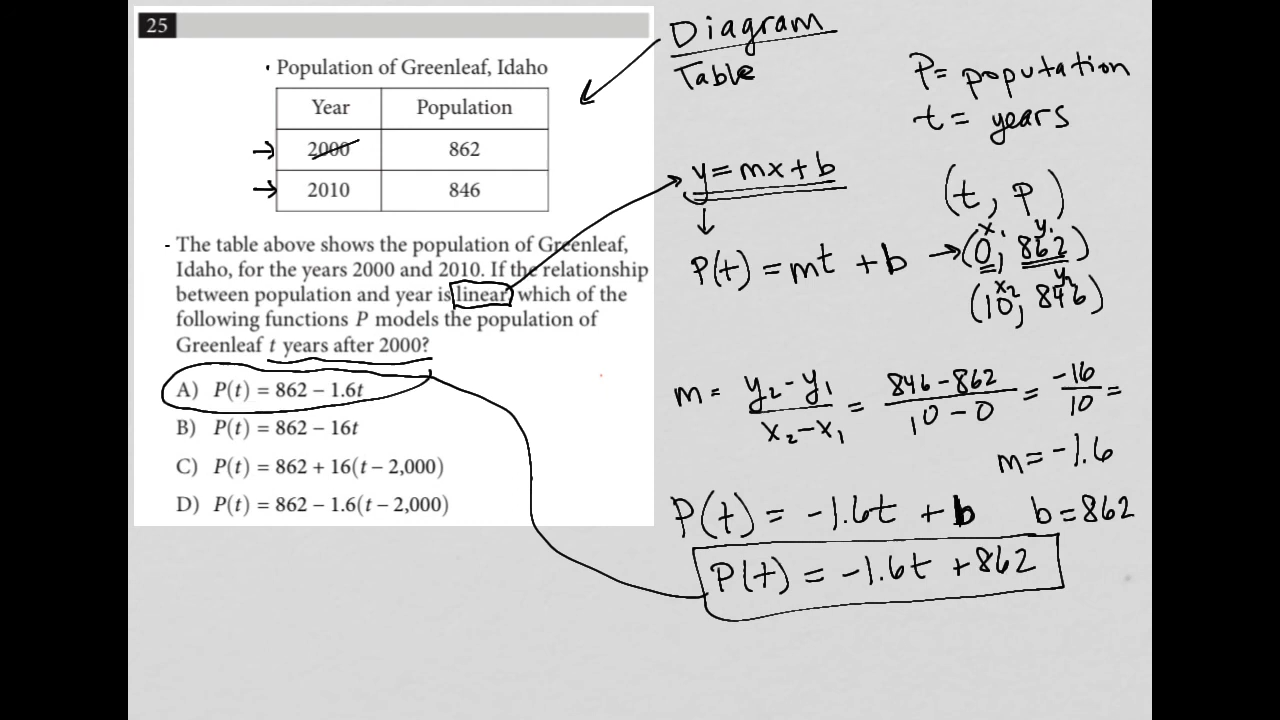 25
Population of Greenleaf, Idaho
Year Population
2000 862
2010 846
The table above shows the population of Greenleaf,
Idaho, for the years 2000 and 2010. If the relationship
between population and year is linear, which of the
following functions P models the population of
Greenleaf t years after 2000?
A) P(t) = 862 − 1.6t
B) P(t) = 862 − 16t
C) P(t) = 862 + 16(t − 2,000)
D) P(t) = 862 − 1.6(t − 2,000)
Diagram
Table
P = population
t = years
y = mx + b
(t, P)
P(t) = mt + b
x₁ y₁
(0, 862)
x₂ y₂
(10, 846)
m = y₂ − y₁ / x₂ − x₁ = 846 − 862 / 10 − 0 = −16 / 10 =
m = −1.6
P(t) = −1.6t + b b = 862
P(t) = −1.6t + 862